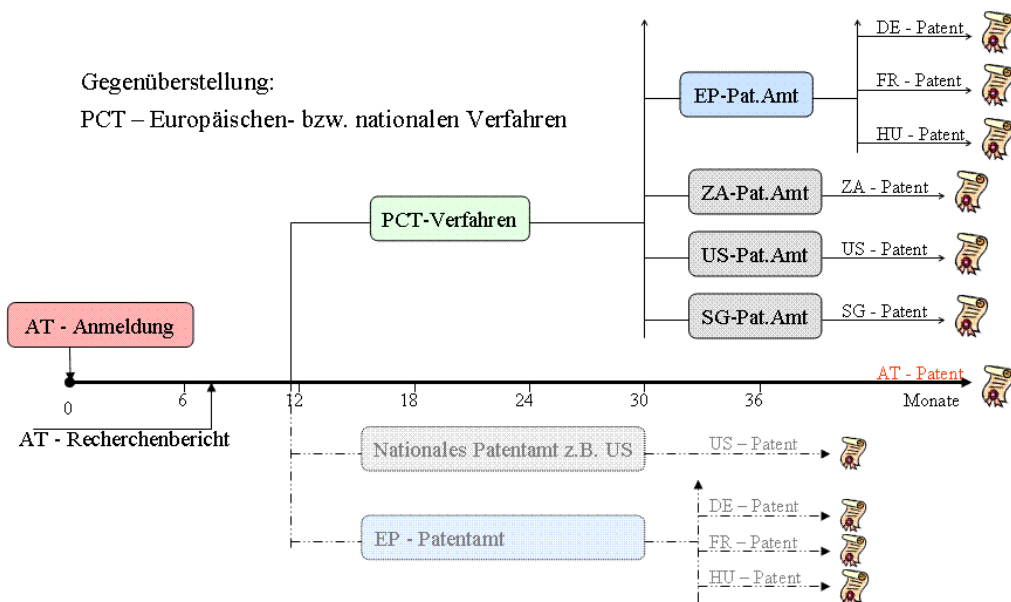 DE - Patent
Gegenüberstellung:
FR - Patent
EP-Pat.Amt
PCT – Europäischen- bzw. nationalen Verfahren
HU - Patent
ZA-Pat.Amt
ZA - Patent
PCT-Verfahren
US-Pat.Amt
US - Patent
SG-Pat.Amt
SG - Patent
AT - Anmeldung
AT - Patent
0
6
12
18
24
30
36
Monate
AT - Recherchenbericht
Nationales Patentamt z.B. US
US – Patent
DE – Patent
EP - Patentamt
FR – Patent
HU – Patent